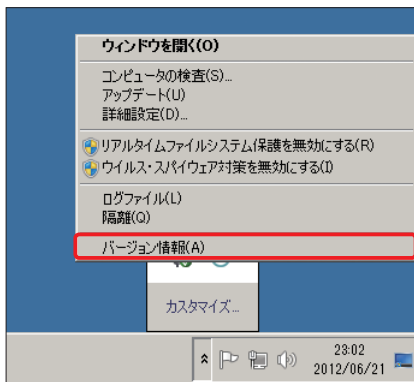 ウィンドウを開く(O)
コンピュータの検査(S)...
アップデート(U)
詳細設定(D)...
リアルタイムファイルシステム保護を無効にする(R)
ウイルス・スパイウェア対策を無効にする(I)
ログファイル(L)
隔離(Q)
バージョン情報(A)
カスタマイズ...
23:02
2012/06/21